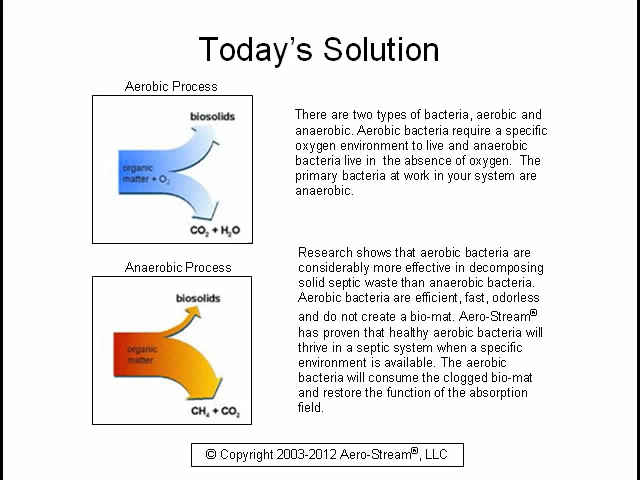 Today's Solution
Aerobic Process
biosolids
organic
matter + O₂
CO₂ + H₂O
There are two types of bacteria, aerobic and
anaerobic. Aerobic bacteria require a specific
oxygen environment to live and anaerobic
bacteria live in the absence of oxygen. The
primary bacteria at work in your system are
anaerobic.
Anaerobic Process
biosolids
organic
matter
CH₄ + CO₂
Research shows that aerobic bacteria are
considerably more effective in decomposing
solid septic waste than anaerobic bacteria.
Aerobic bacteria are efficient, fast, odorless
and do not create a bio-mat. Aero-Stream®
has proven that healthy aerobic bacteria will
thrive in a septic system when a specific
environment is available. The aerobic
bacteria will consume the clogged bio-mat
and restore the function of the absorption
field.
© Copyright 2003-2012 Aero-Stream®, LLC